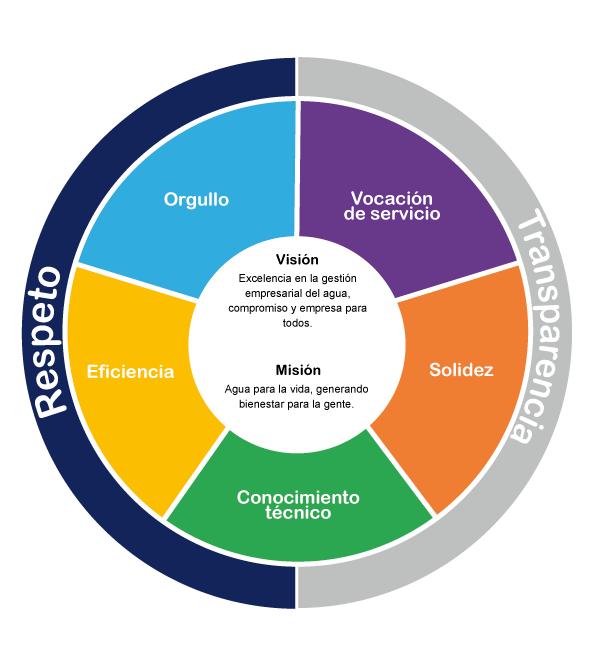 Orgullo
Vocación
de servicio
Respeto
Transparencia
Visión
Excelencia en la gestión
empresarial del agua,
compromiso y empresa para
todos.
Eficiencia
Misión
Solidez
Agua para la vida, generando
bienestar para la gente.
Conocimiento
técnico